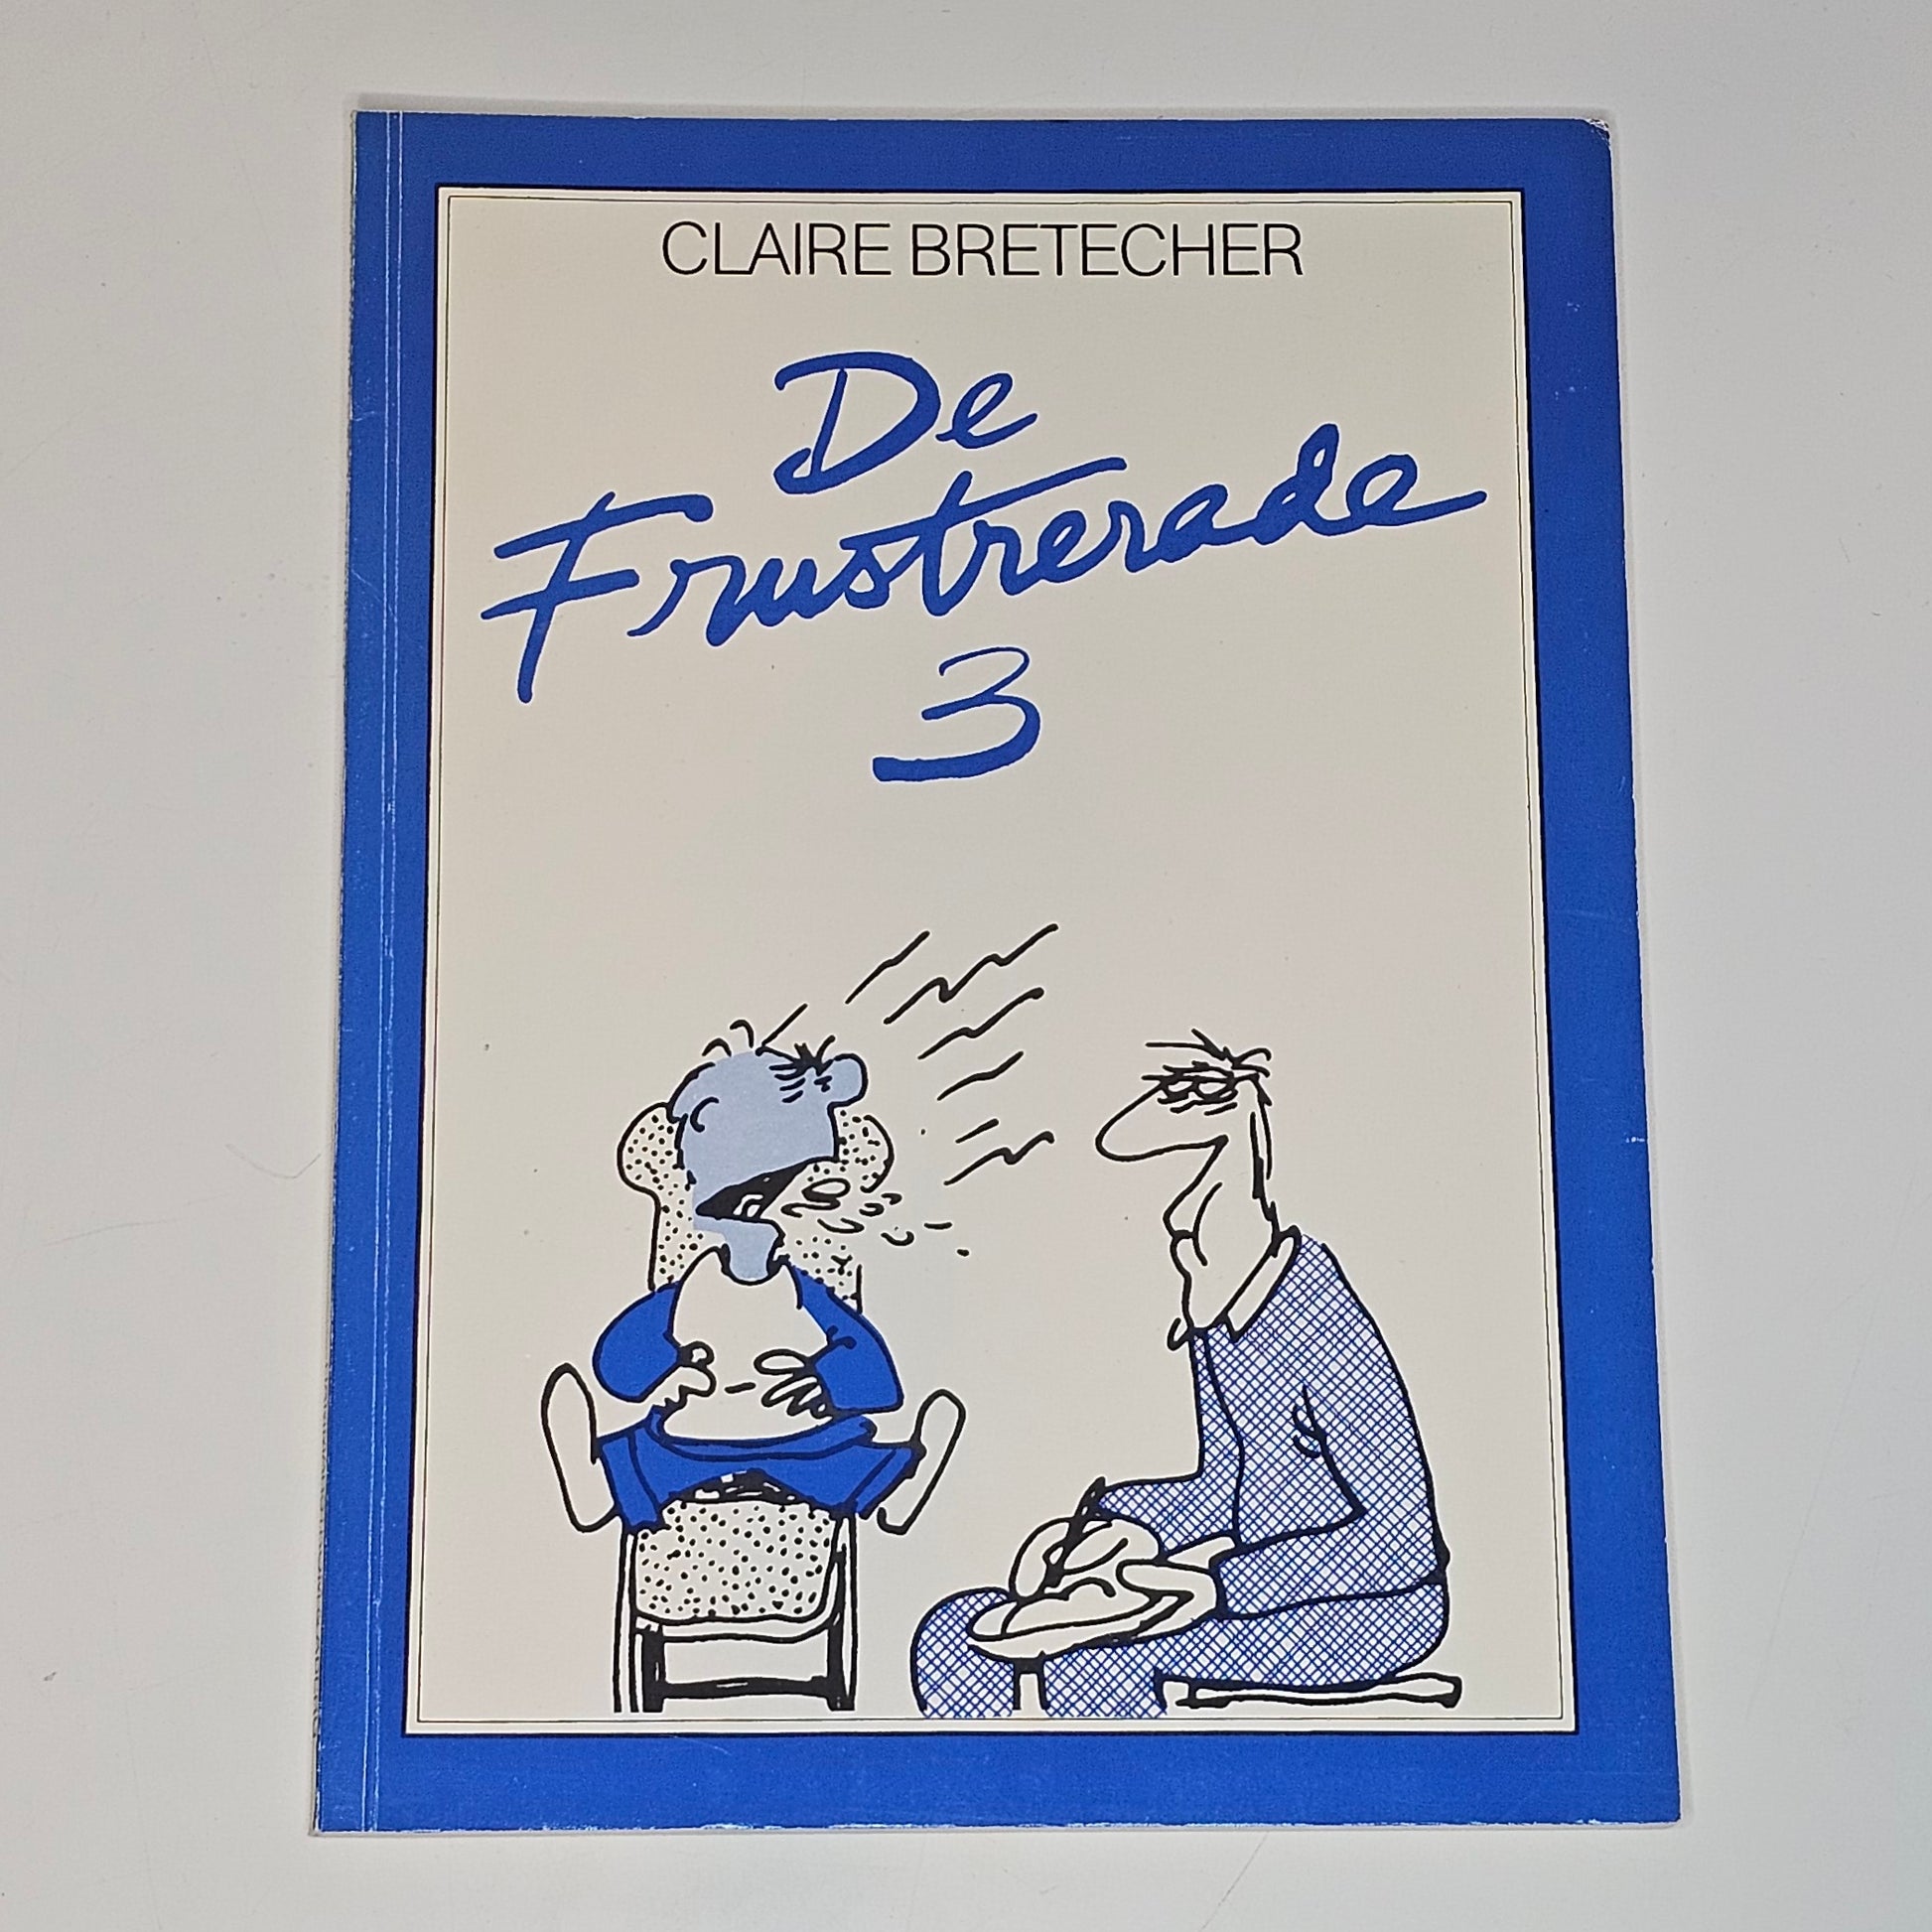 CLAIRE BRETECHER
De
Frustrerade
3